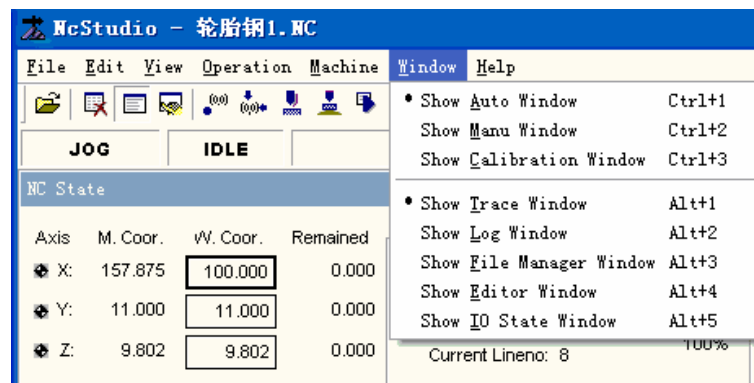 NcStudio - 轮胎钢1.NC
File Edit View Operation Machine Window Help
Show Auto Window Ctrl+1
Show Manu Window Ctrl+2
Show Calibration Window Ctrl+3
Show Trace Window Alt+1
Show Log Window Alt+2
Show File Manager Window Alt+3
Show Editor Window Alt+4
Show IO State Window Alt+5
JOG IDLE
NC State
Axis M. Coor. W. Coor. Remained
X: 157.875 100.000 0.000
Y: 11.000 11.000 0.000
Z: 9.802 9.802 0.000
100%
Current Lineno: 8